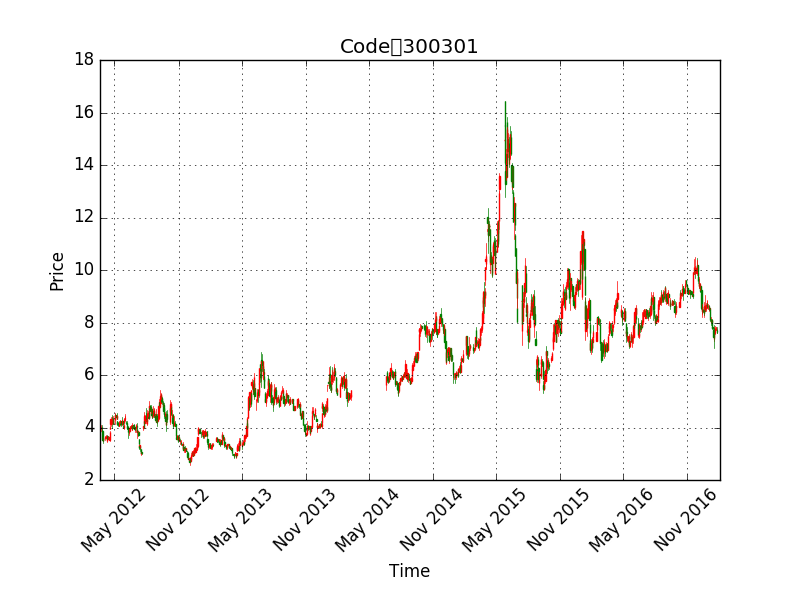 Code▯300301
18
16
14
12
10
8
6
4
2
Price
May 2012
Nov 2012
May 2013
Nov 2013
May 2014
Nov 2014
May 2015
Nov 2015
May 2016
Nov 2016
Time